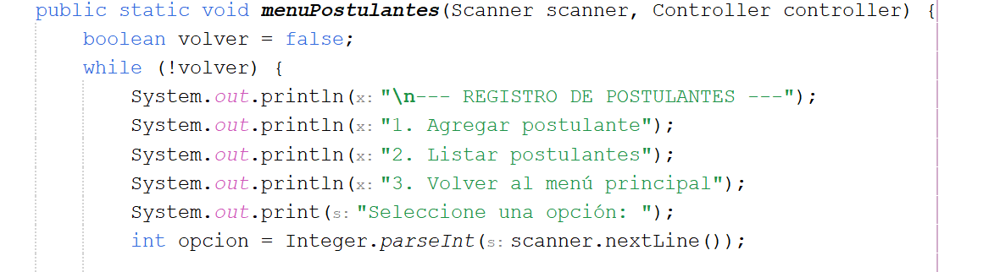 public static void menuPostulantes(Scanner scanner, Controller controller) {
boolean volver = false;
while (!volver) {
System.out.println(x: "\n--- REGISTRO DE POSTULANTES ---");
System.out.println(x: "1. Agregar postulante");
System.out.println(x: "2. Listar postulantes");
System.out.println(x: "3. Volver al menú principal");
System.out.print(s: "Seleccione una opción: ");
int opcion = Integer.parseInt(s: scanner.nextLine());